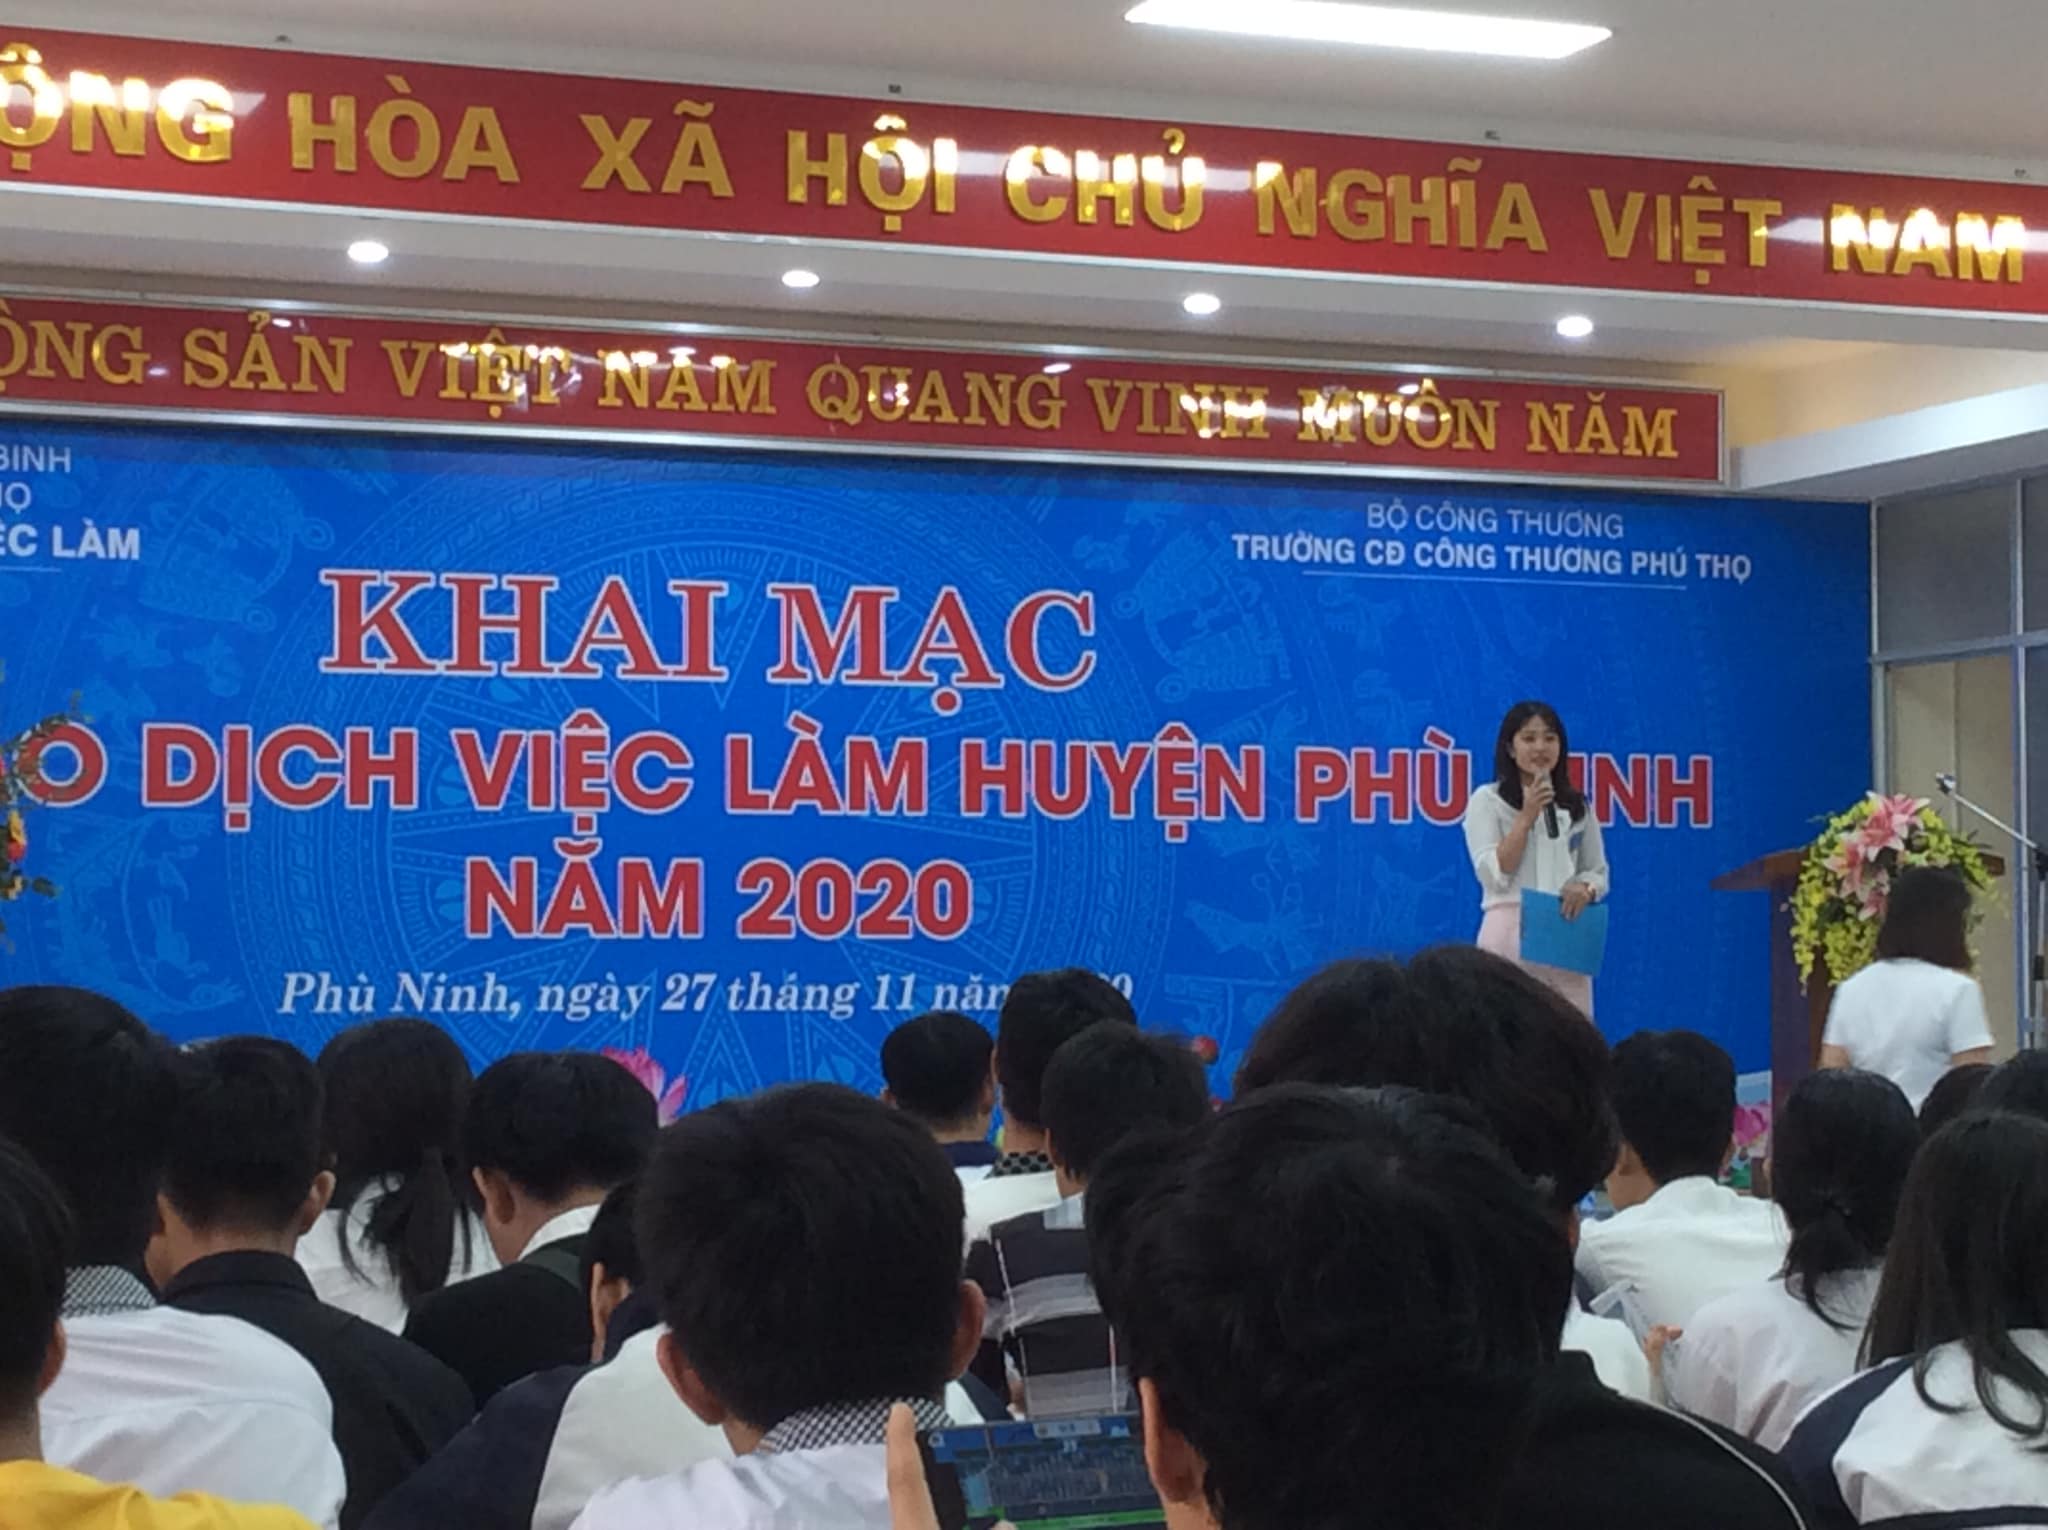 ỘNG HÒA XÃ HỘI CHỦ NGHĨA VIỆT NAM
ỘNG SẢN VIỆT NAM QUANG VINH MUÔN NĂM
BINH
HỌ
ỆC LÀM
BỘ CÔNG THƯƠNG
TRƯỜNG CĐ CÔNG THƯƠNG PHÚ THỌ
KHAI MẠC
O DỊCH VIỆC LÀM HUYỆN PHÙ INH
NĂM 2020
Phù Ninh, ngày 27 tháng 11 năm